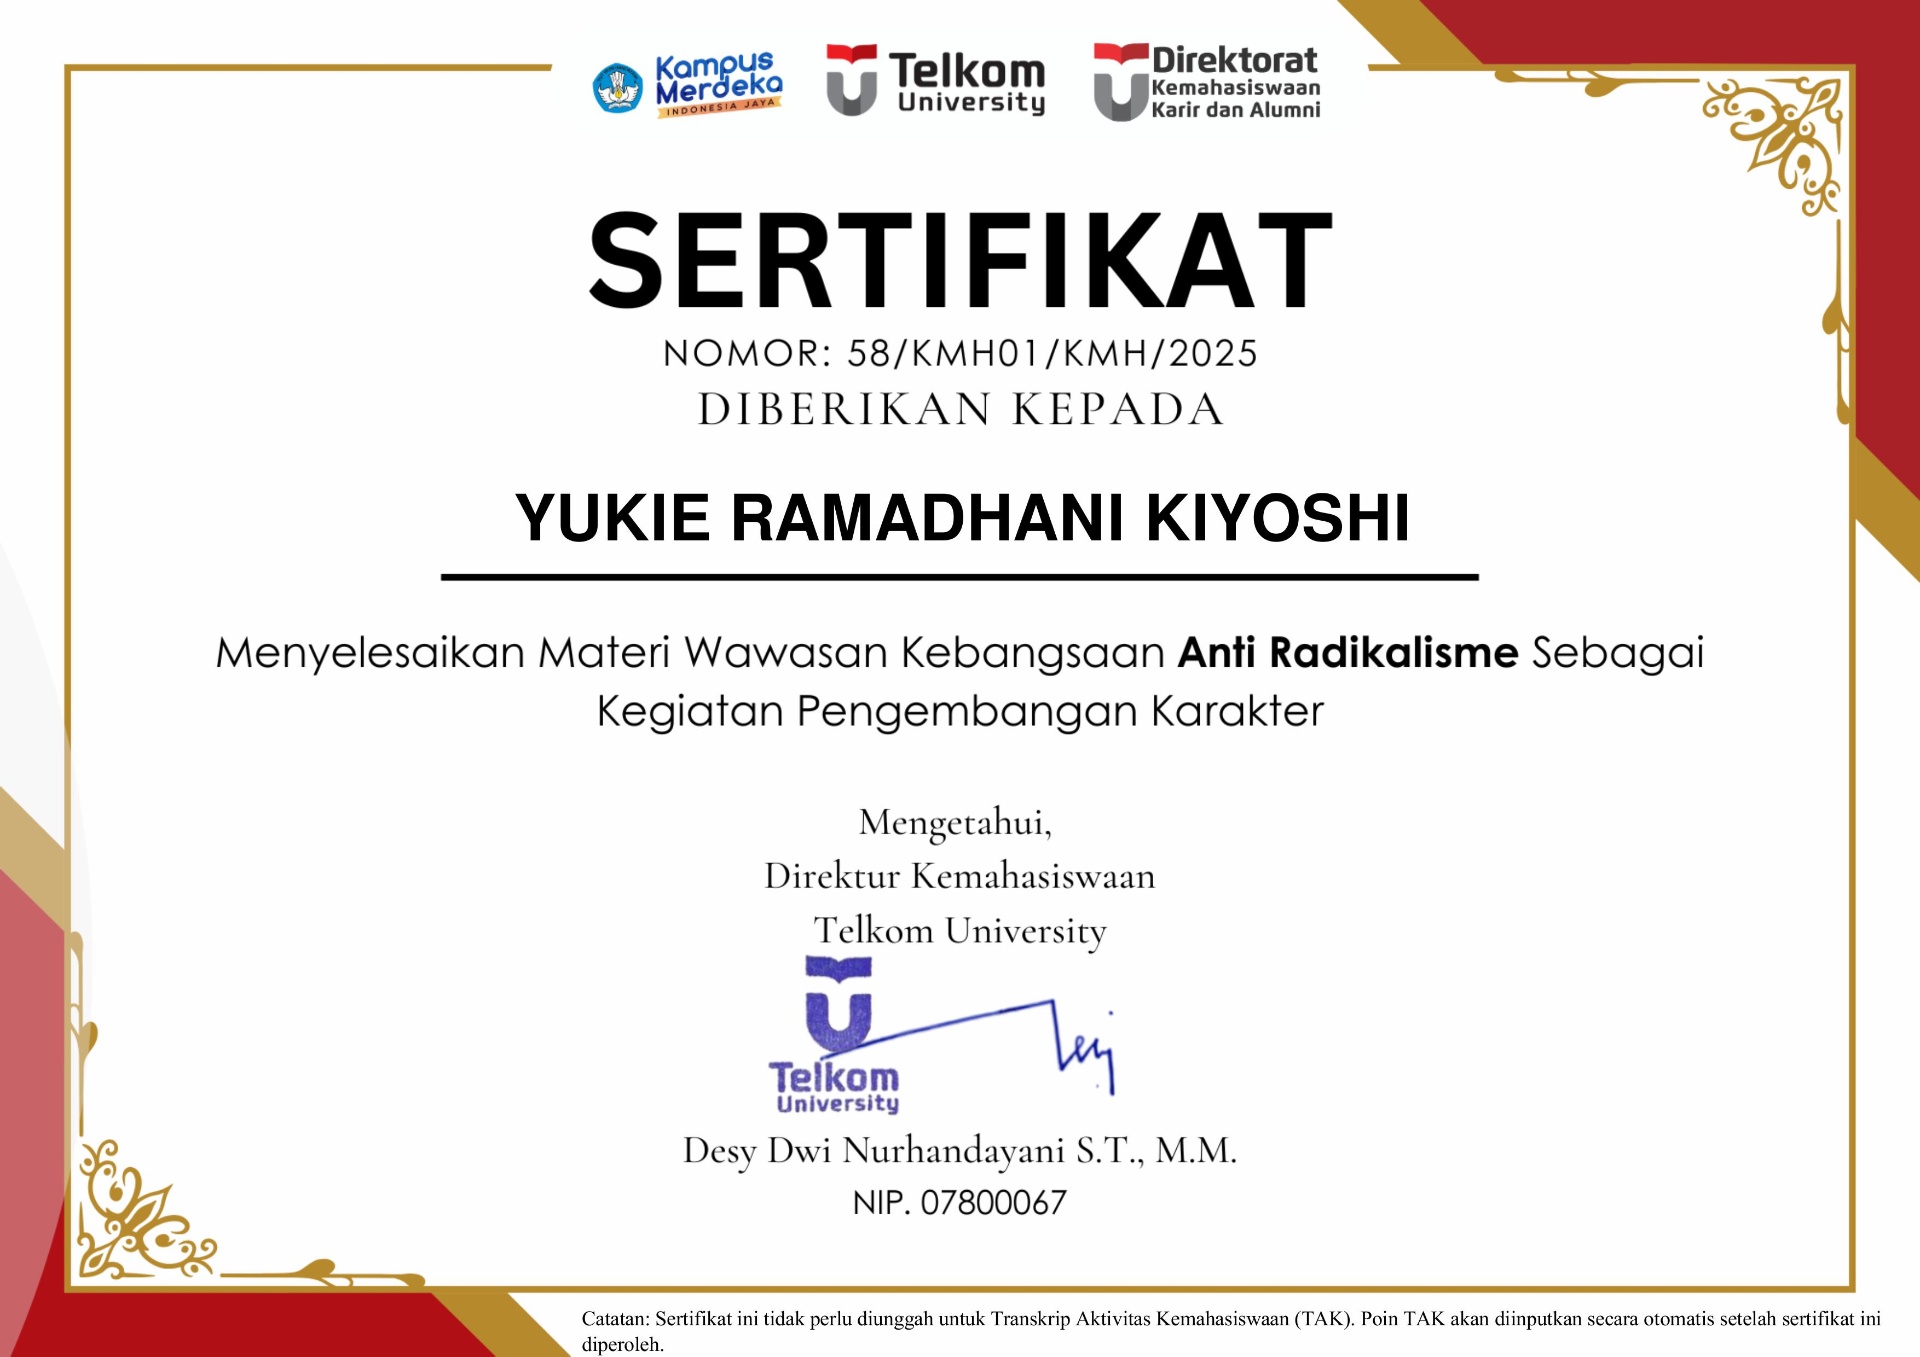 Kampus
Merdeka
INDONESIA JAYA
Telkom
University
Direktorat
Kemahasiswaan
Karir dan Alumni
SERTIFIKAT
NOMOR: 58/KMH01/KMH/2025
DIBERIKAN KEPADA
YUKIE RAMADHANI KIYOSHI
Menyelesaikan Materi Wawasan Kebangsaan Anti Radikalisme Sebagai
Kegiatan Pengembangan Karakter
Mengetahui,
Direktur Kemahasiswaan
Telkom University
Telkom
University
Desy Dwi Nurhandayani S.T., M.M.
NIP. 07800067
Catatan: Sertifikat ini tidak perlu diunggah untuk Transkrip Aktivitas Kemahasiswaan (TAK). Poin TAK akan diinputkan secara otomatis setelah sertifikat ini
diperoleh.